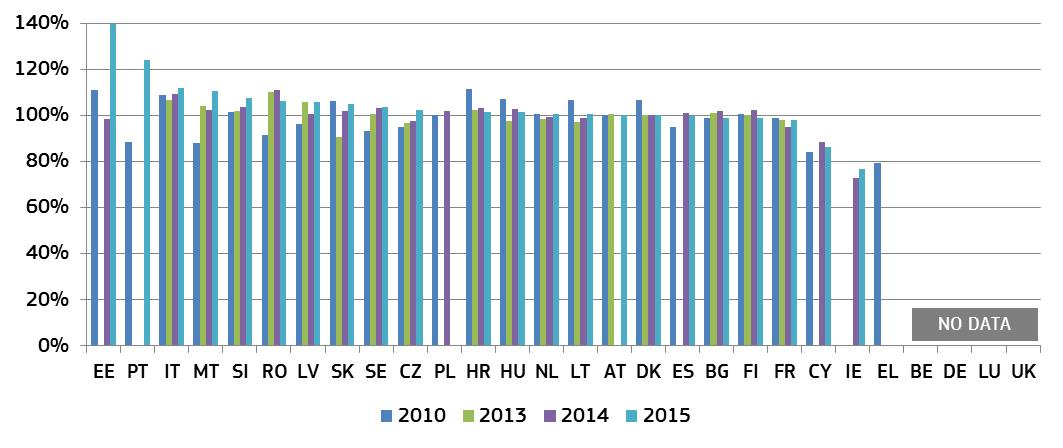 140%
120%
100%
80%
60%
40%
20%
0%
NO DATA
EE PT IT MT SI RO LV SK SE CZ PL HR HU NL LT AT DK ES BG FI FR CY IE EL BE DE LU UK
2010 2013 2014 2015